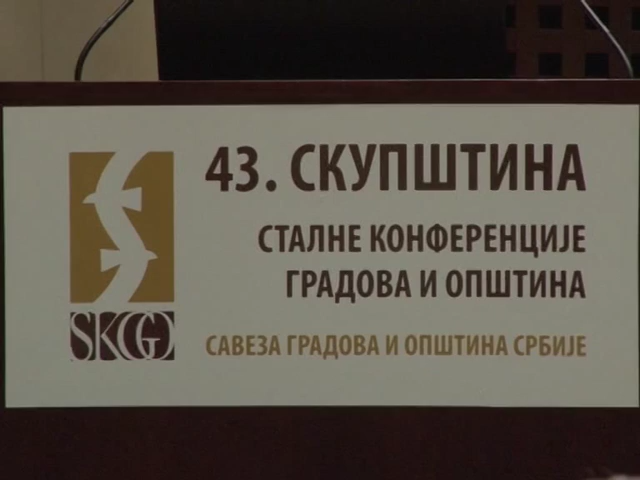 43. СКУПШТИНА
СТАЛНЕ КОНФЕРЕНЦИЈЕ
ГРАДОВА И ОПШТИНА
SKGO
САВЕЗА ГРАДОВА И ОПШТИНА СРБИЈЕ